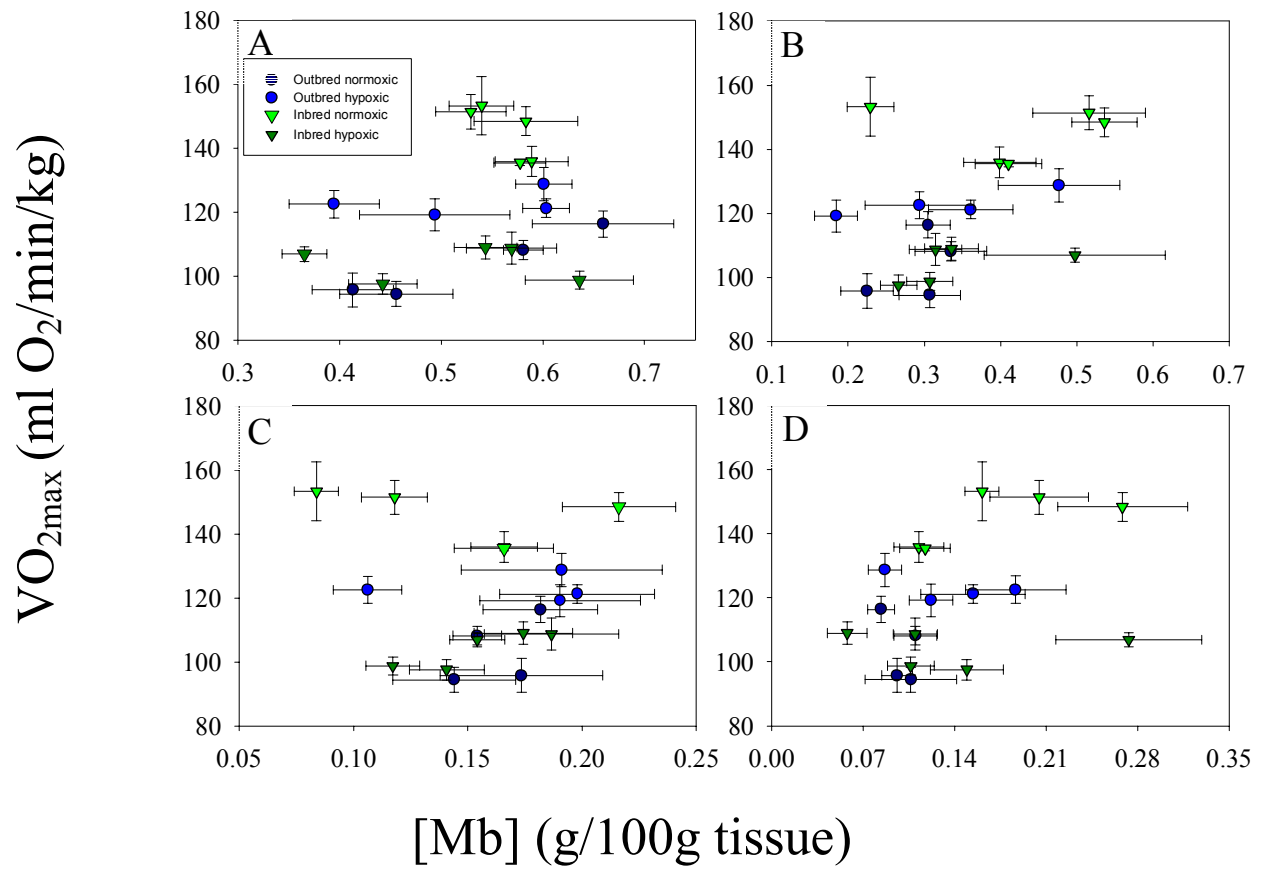 180 180
A B
160 160
Outbred normoxic
Outbred hypoxic
Inbred normoxic
Inbred hypoxic
140 140
120 120
100 100
80 80
0.3 0.4 0.5 0.6 0.7 0.1 0.2 0.3 0.4 0.5 0.6 0.7
VO2max (ml O2/min/kg)
180 180
C D
160 160
140 140
120 120
100 100
80 80
0.05 0.10 0.15 0.20 0.25 0.00 0.07 0.14 0.21 0.28 0.35
[Mb] (g/100g tissue)